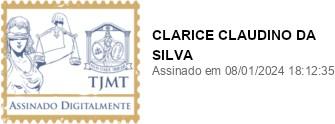 TJMT
ASSINADO DIGITALMENTE
CLARICE CLAUDINO DA
SILVA
Assinado em 08/01/2024 18:12:35